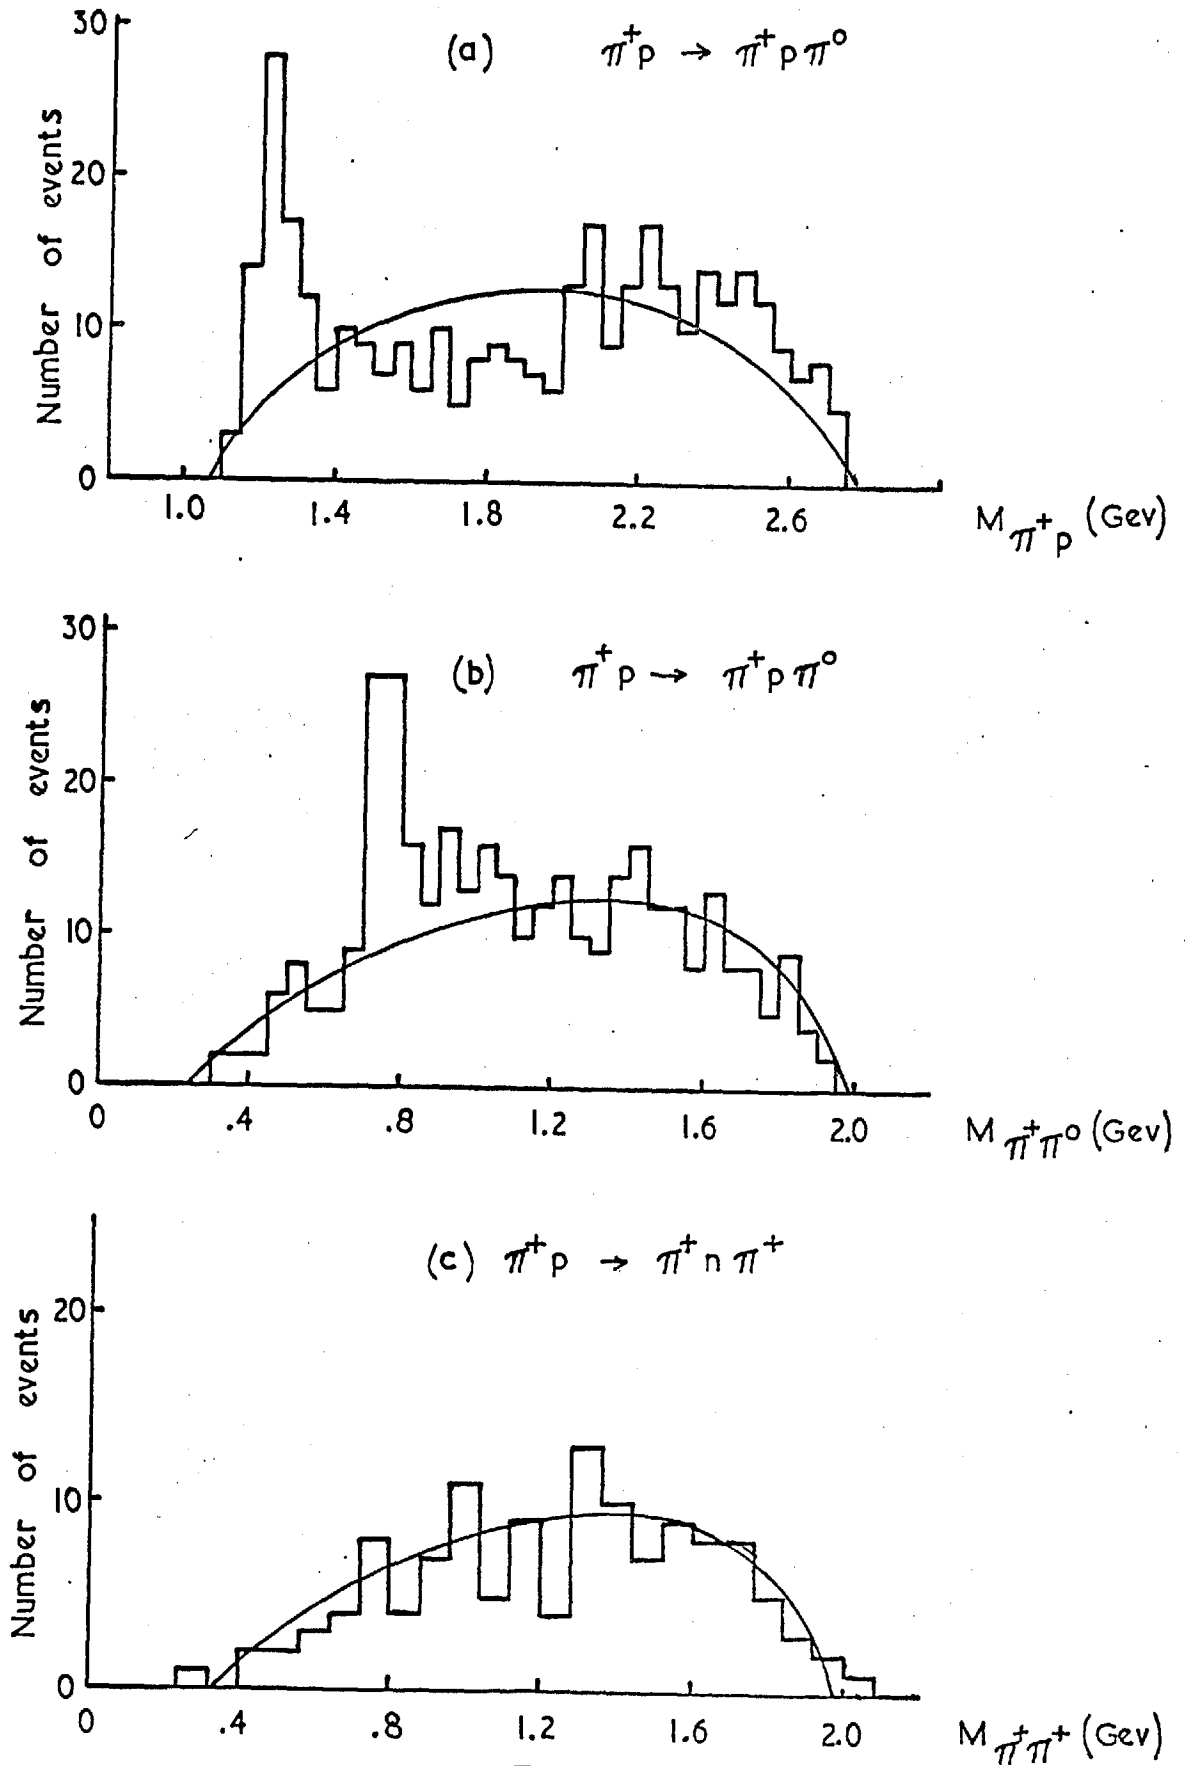 (a) π⁺p → π⁺pπ⁰
30
20
10
0
Number of events
1.0 1.4 1.8 2.2 2.6
M π⁺p (Gev)
(b) π⁺p → π⁺pπ⁰
30
20
10
0
Number of events
0 .4 .8 1.2 1.6 2.0
M π⁺π⁰ (Gev)
(c) π⁺p → π⁺nπ⁺
20
10
0
Number of events
0 .4 .8 1.2 1.6 2.0
M π⁺π⁺ (Gev)